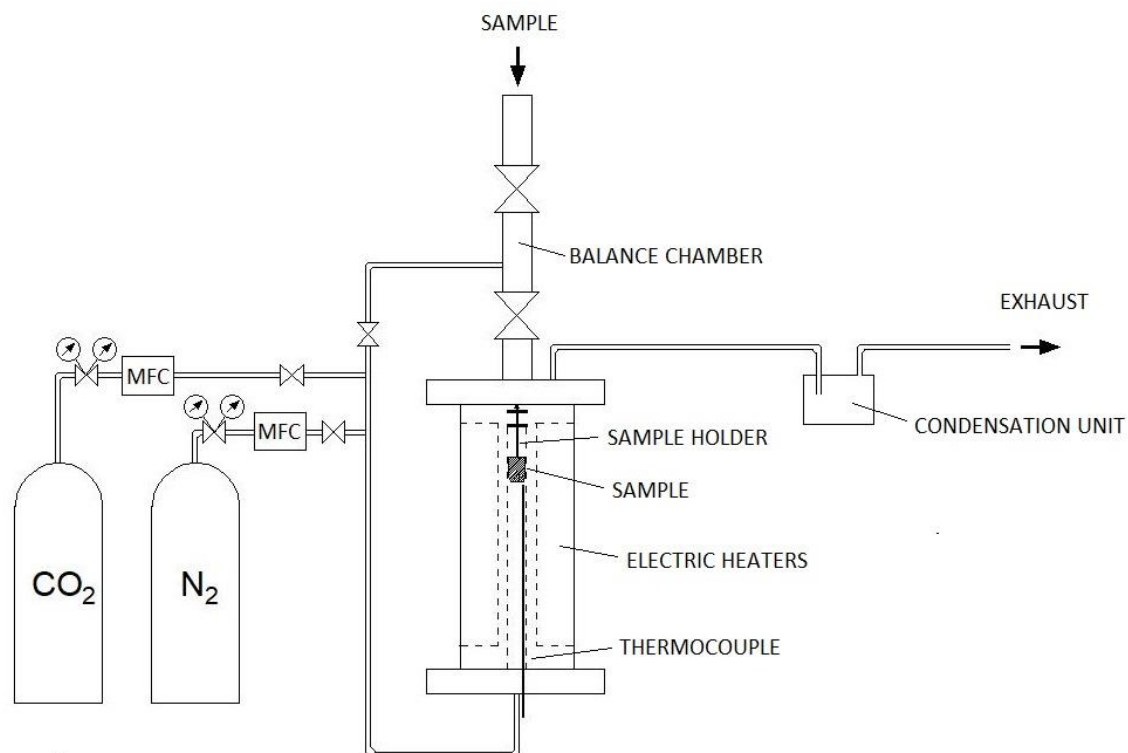 SAMPLE
BALANCE CHAMBER
EXHAUST
MFC
MFC
CONDENSATION UNIT
SAMPLE HOLDER
SAMPLE
ELECTRIC HEATERS
CO₂
N₂
THERMOCOUPLE